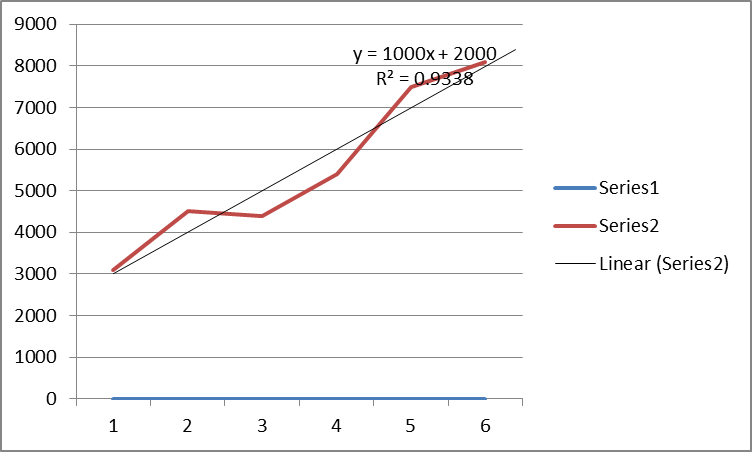 9000
8000
7000
6000
5000
4000
3000
2000
1000
0
y = 1000x + 2000
R² = 0.9338
1 2 3 4 5 6
Series1
Series2
Linear (Series2)